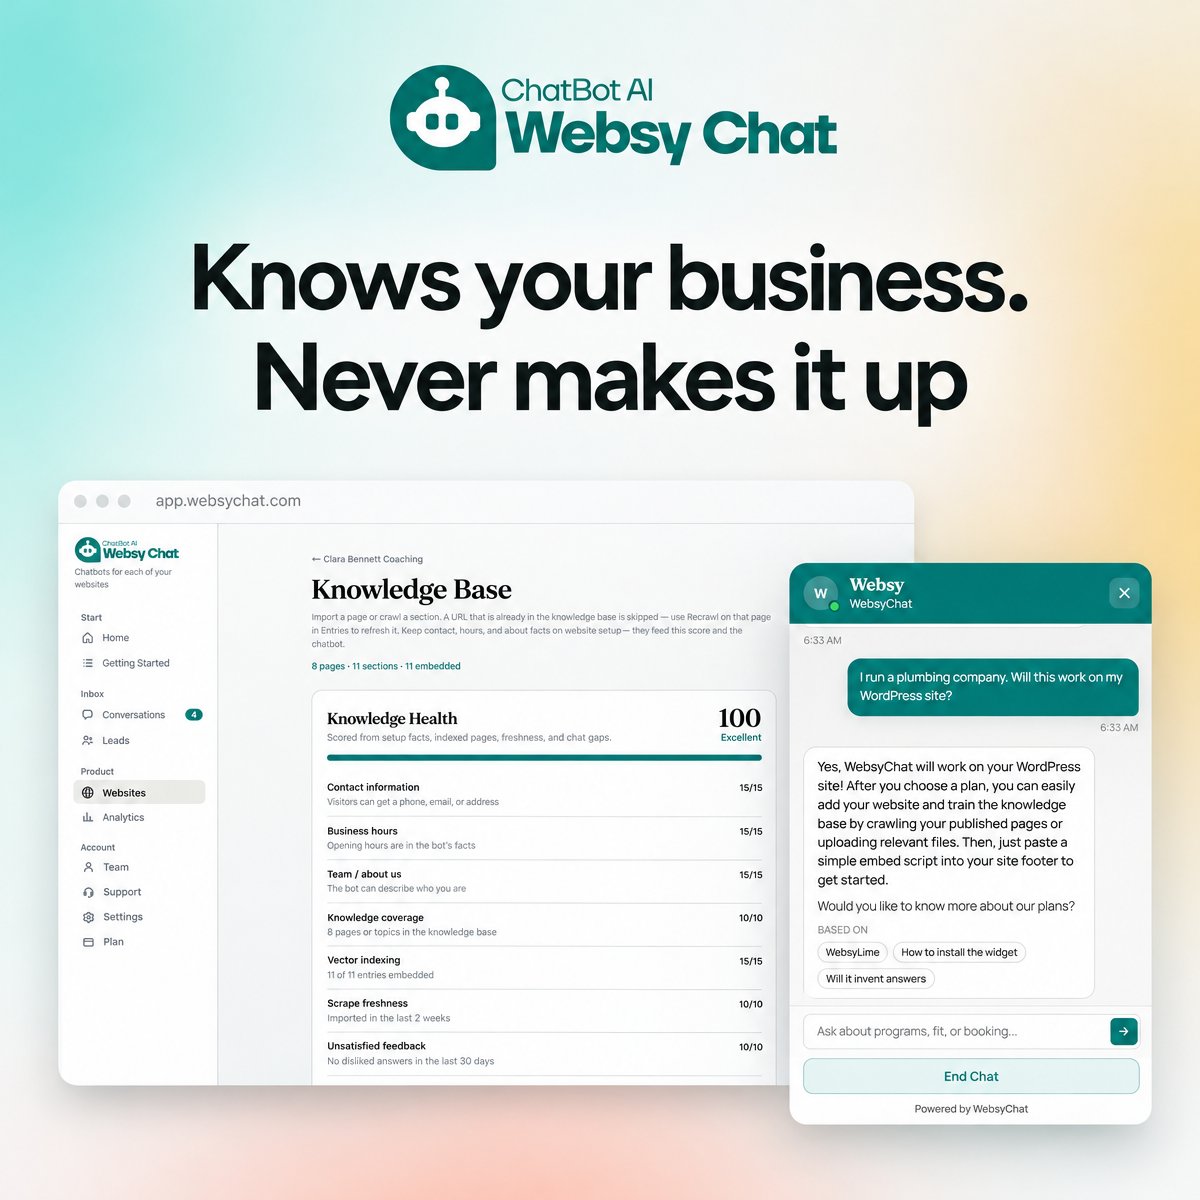 ChatBot AI
Websy Chat
Knows your business.
Never makes it up
app.websychat.com
ChatBot AI
Websy Chat
Chatbots for each of your
websites
Start
Home
Getting Started
Inbox
Conversations 4
Leads
Product
Websites
Analytics
Account
Team
Support
Settings
Plan
← Clara Bennett Coaching
Knowledge Base
Import a page or crawl a section. A URL that is already in the knowledge base is skipped — use Recrawl on that page
in Entries to refresh it. Keep contact, hours, and about facts on website setup — they feed this score and the
chatbot.
8 pages · 11 sections · 11 embedded
Knowledge Health 100
Scored from setup facts, indexed pages, freshness, and chat gaps. Excellent
Contact information 15/15
Visitors can get a phone, email, or address
Business hours 15/15
Opening hours are in the bot's facts
Team / about us 15/15
The bot can describe who you are
Knowledge coverage 10/10
8 pages or topics in the knowledge base
Vector indexing 15/15
11 of 11 entries embedded
Scrape freshness 10/10
Imported in the last 2 weeks
Unsatisfied feedback 10/10
No disliked answers in the last 30 days
W
Websy
WebsyChat
6:33 AM
I run a plumbing company. Will this work on my
WordPress site?
6:33 AM
Yes, WebsyChat will work on your WordPress
site! After you choose a plan, you can easily
add your website and train the knowledge
base by crawling your published pages or
uploading relevant files. Then, just paste a
simple embed script into your site footer to
get started.
Would you like to know more about our plans?
BASED ON
WebsyLime How to install the widget
Will it invent answers
Ask about programs, fit, or booking...
End Chat
Powered by WebsyChat